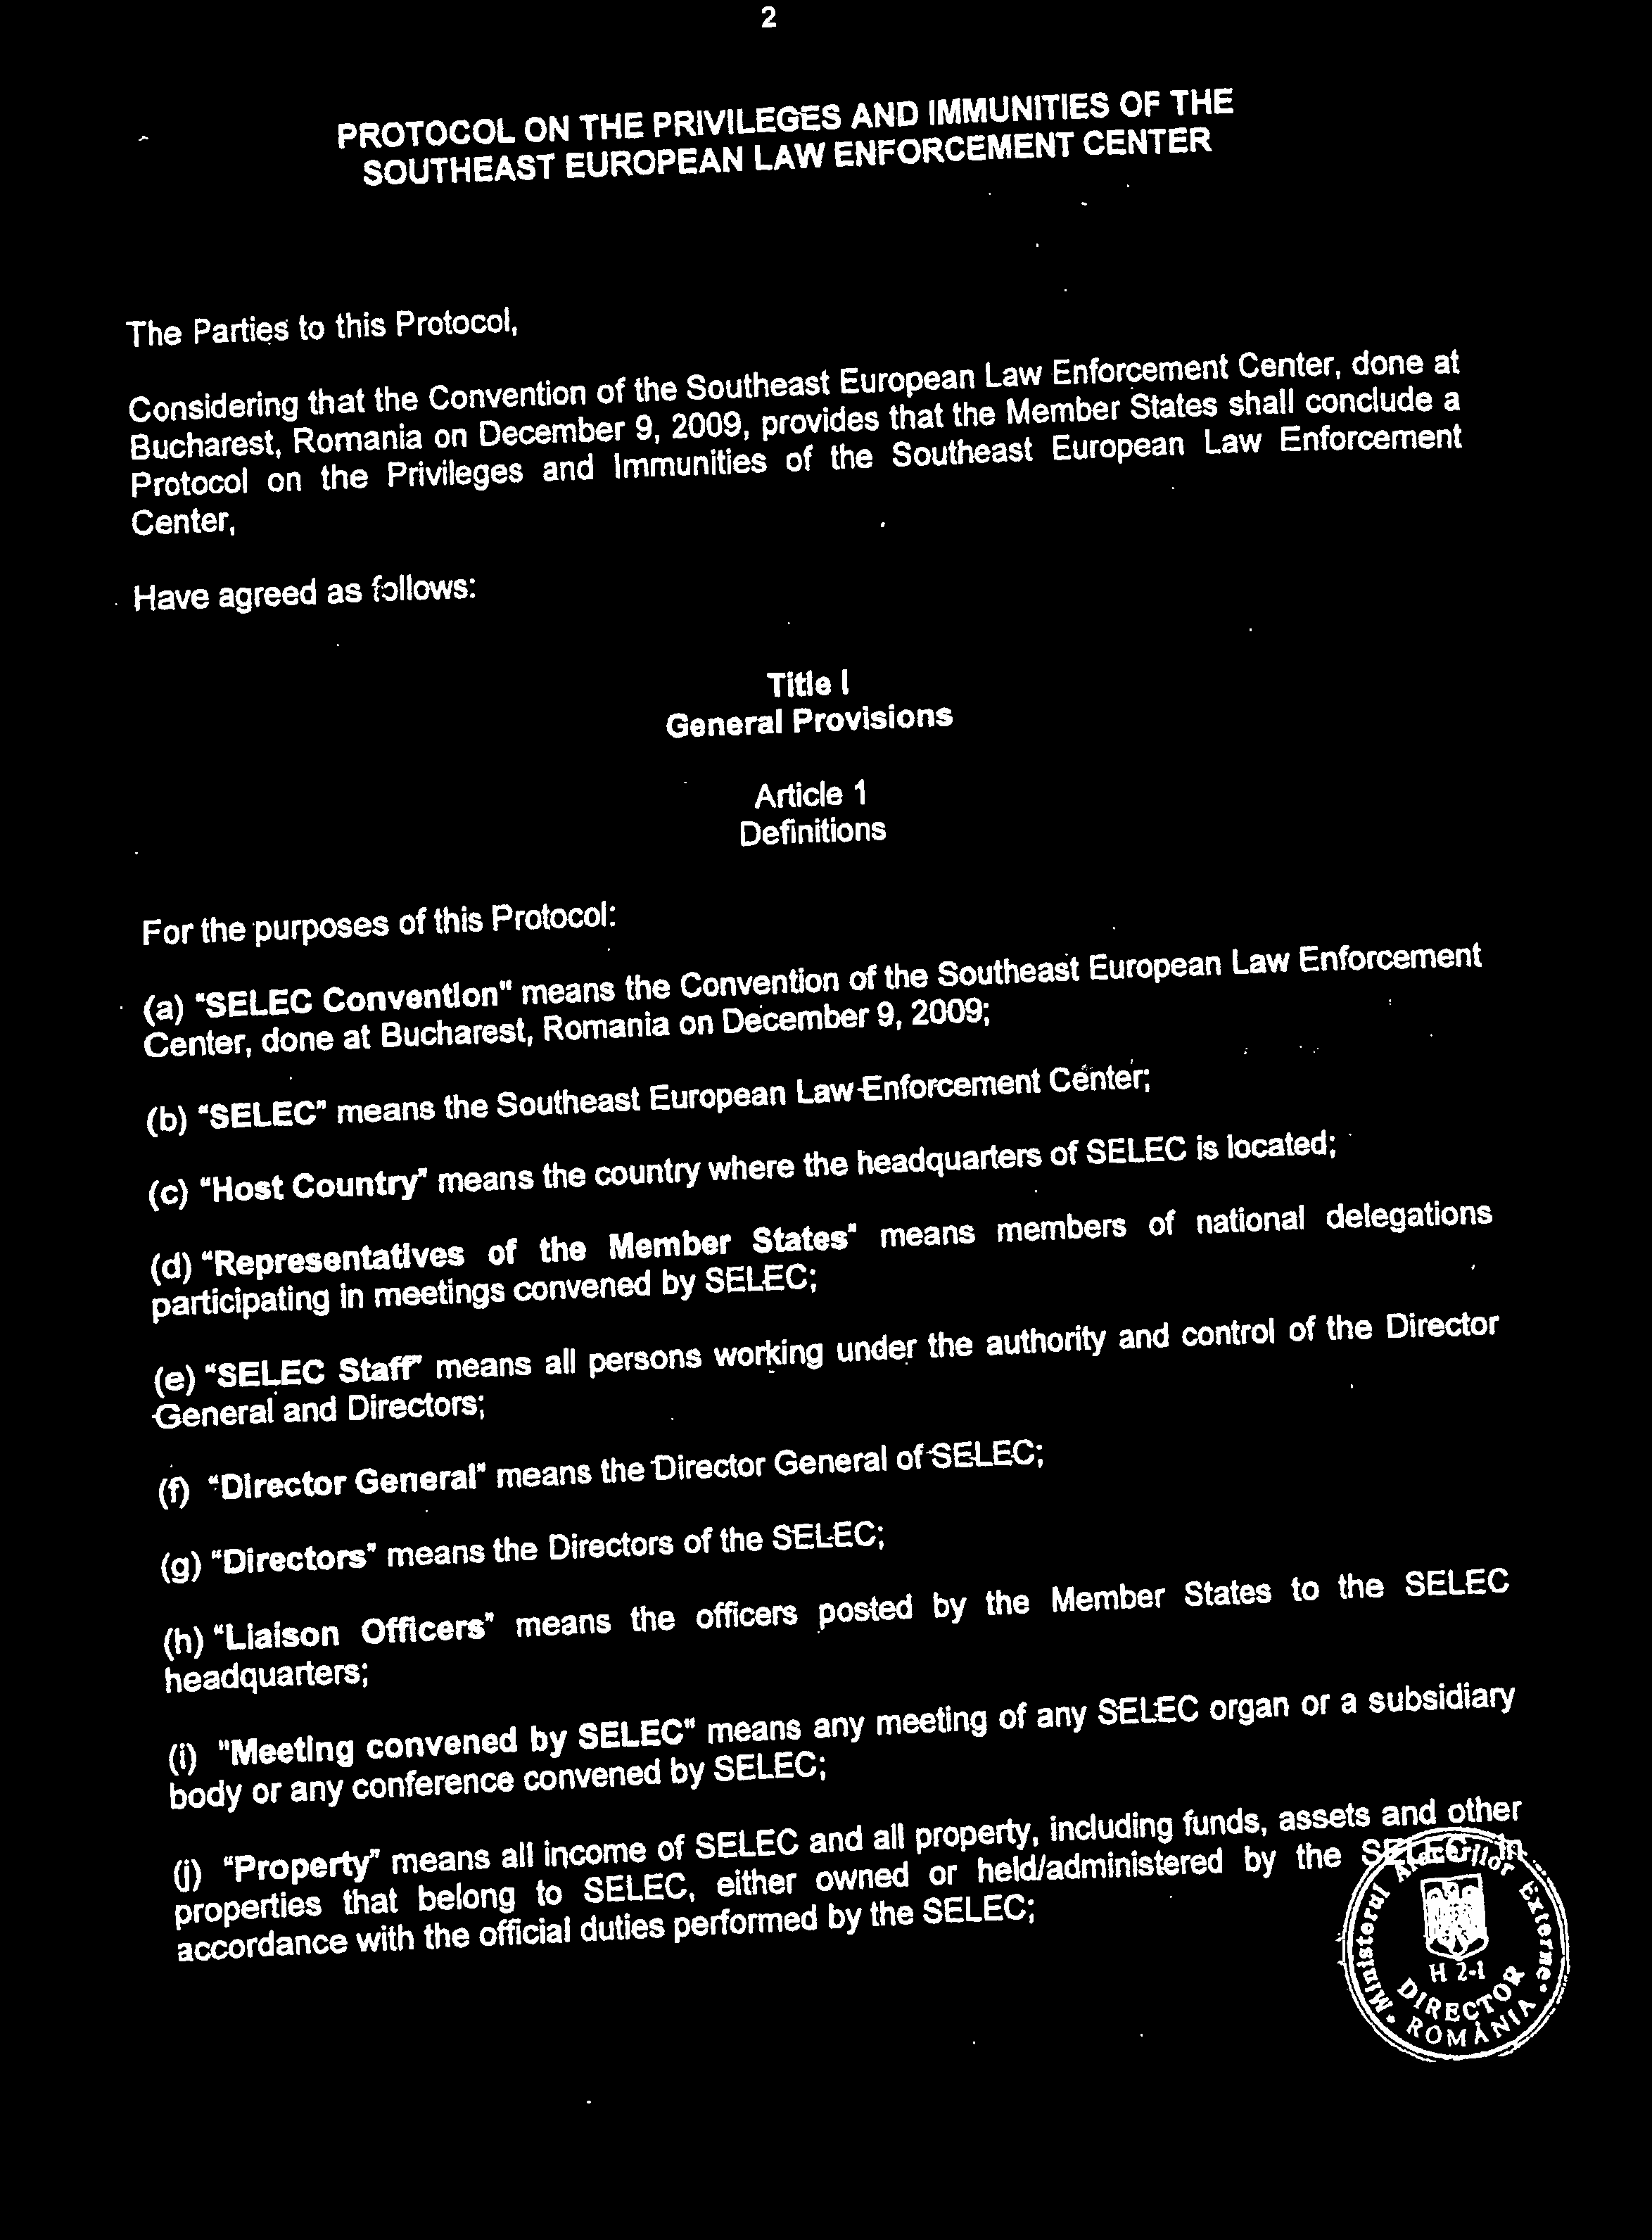 2
PROTOCOL ON THE PRIVILEGES AND IMMUNITIES OF THE
SOUTHEAST EUROPEAN LAW ENFORCEMENT CENTER
The Parties to this Protocol,
Considering that the Convention of the Southeast European Law Enforcement Center, done at
Bucharest, Romania on December 9, 2009, provides that the Member States shall conclude a
Protocol on the Privileges and Immunities of the Southeast European Law Enforcement
Center,
Have agreed as follows:
Title I
General Provisions
Article 1
Definitions
For the purposes of this Protocol:
(a) "SELEC Convention" means the Convention of the Southeast European Law Enforcement
Center, done at Bucharest, Romania on December 9, 2009;
(b) "SELEC" means the Southeast European Law Enforcement Center;
(c) "Host Country" means the country where the headquarters of SELEC is located;
(d) "Representatives of the Member States" means members of national delegations
participating in meetings convened by SELEC;
(e) "SELEC Staff" means all persons working under the authority and control of the Director
General and Directors;
(f) "Director General" means the Director General of SELEC;
(g) "Directors" means the Directors of the SELEC;
(h) "Liaison Officers" means the officers posted by the Member States to the SELEC
headquarters;
(i) "Meeting convened by SELEC" means any meeting of any SELEC organ or a subsidiary
body or any conference convened by SELEC;
(j) "Property" means all income of SELEC and all property, including funds, assets and other
properties that belong to SELEC, either owned or held/administered by the SELEC in
accordance with the official duties performed by the SELEC;
Ministerul Afacerilor Externe
H 2-1
DIRECTOR
ROMÂNIA